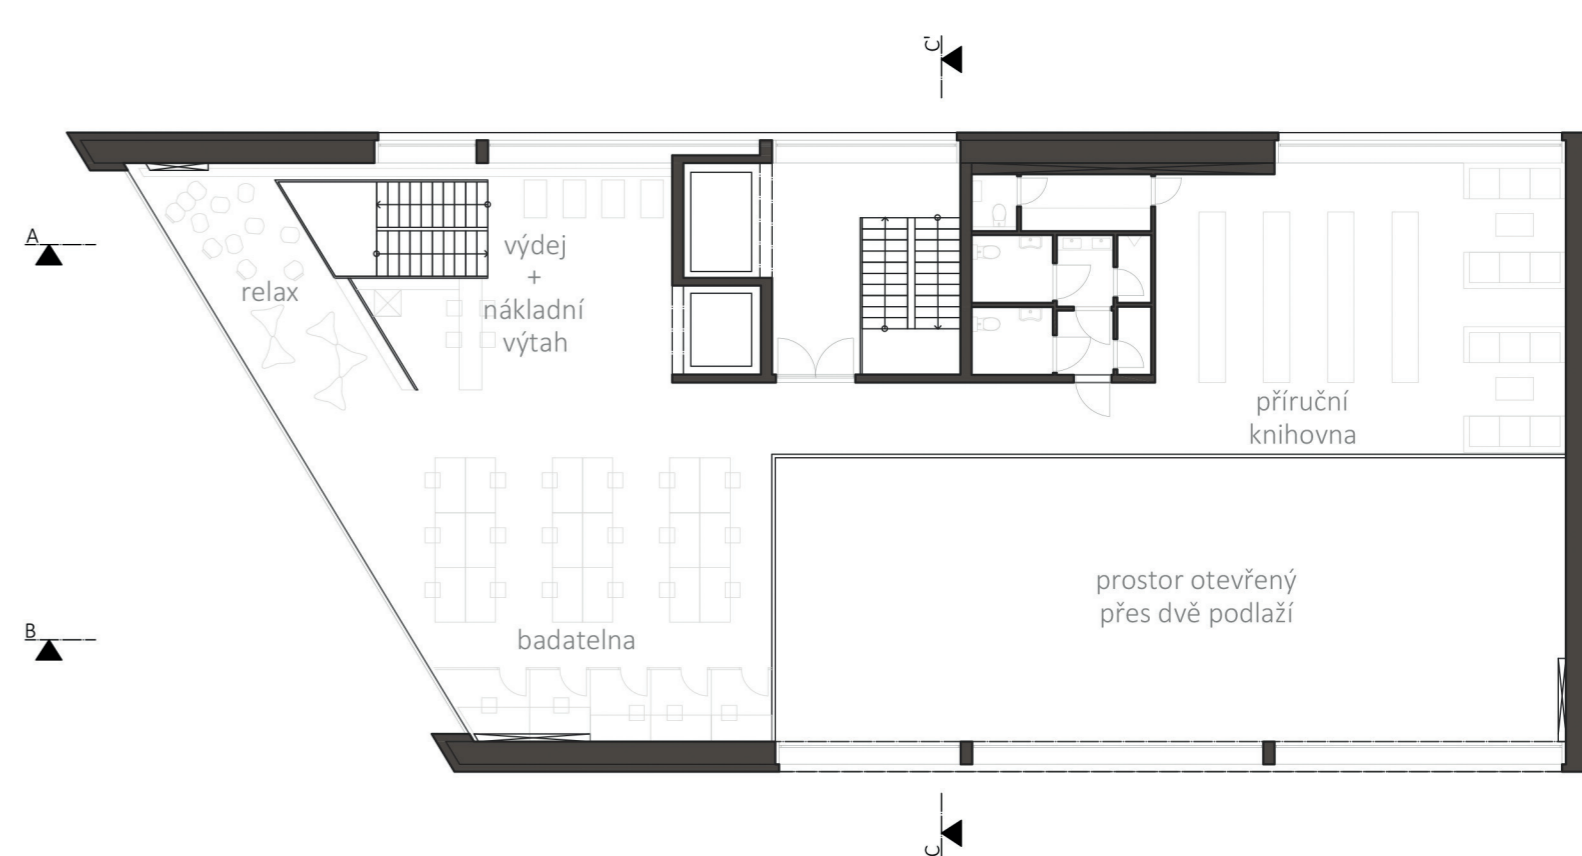 C'
A
relax
výdej
+
nákladní
výtah
příruční
knihovna
prostor otevřený
přes dvě podlaží
B
badatelna
C